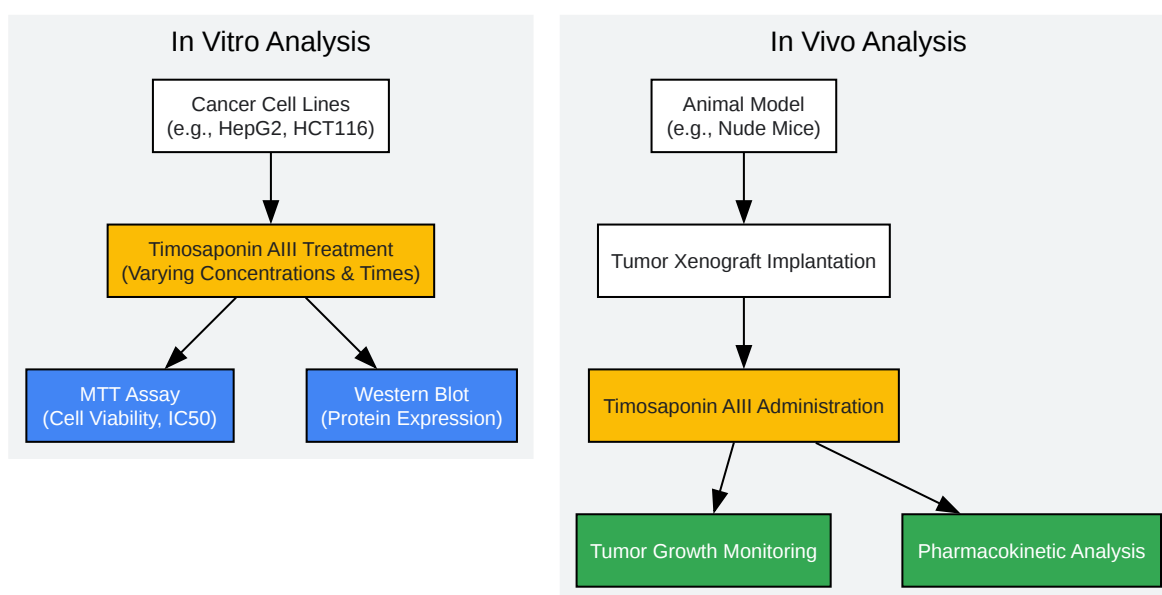 In Vitro Analysis
Cancer Cell Lines
(e.g., HepG2, HCT116)
Timosaponin AIII Treatment
(Varying Concentrations & Times)
MTT Assay
(Cell Viability, IC50)
Western Blot
(Protein Expression)
In Vivo Analysis
Animal Model
(e.g., Nude Mice)
Tumor Xenograft Implantation
Timosaponin AIII Administration
Tumor Growth Monitoring
Pharmacokinetic Analysis